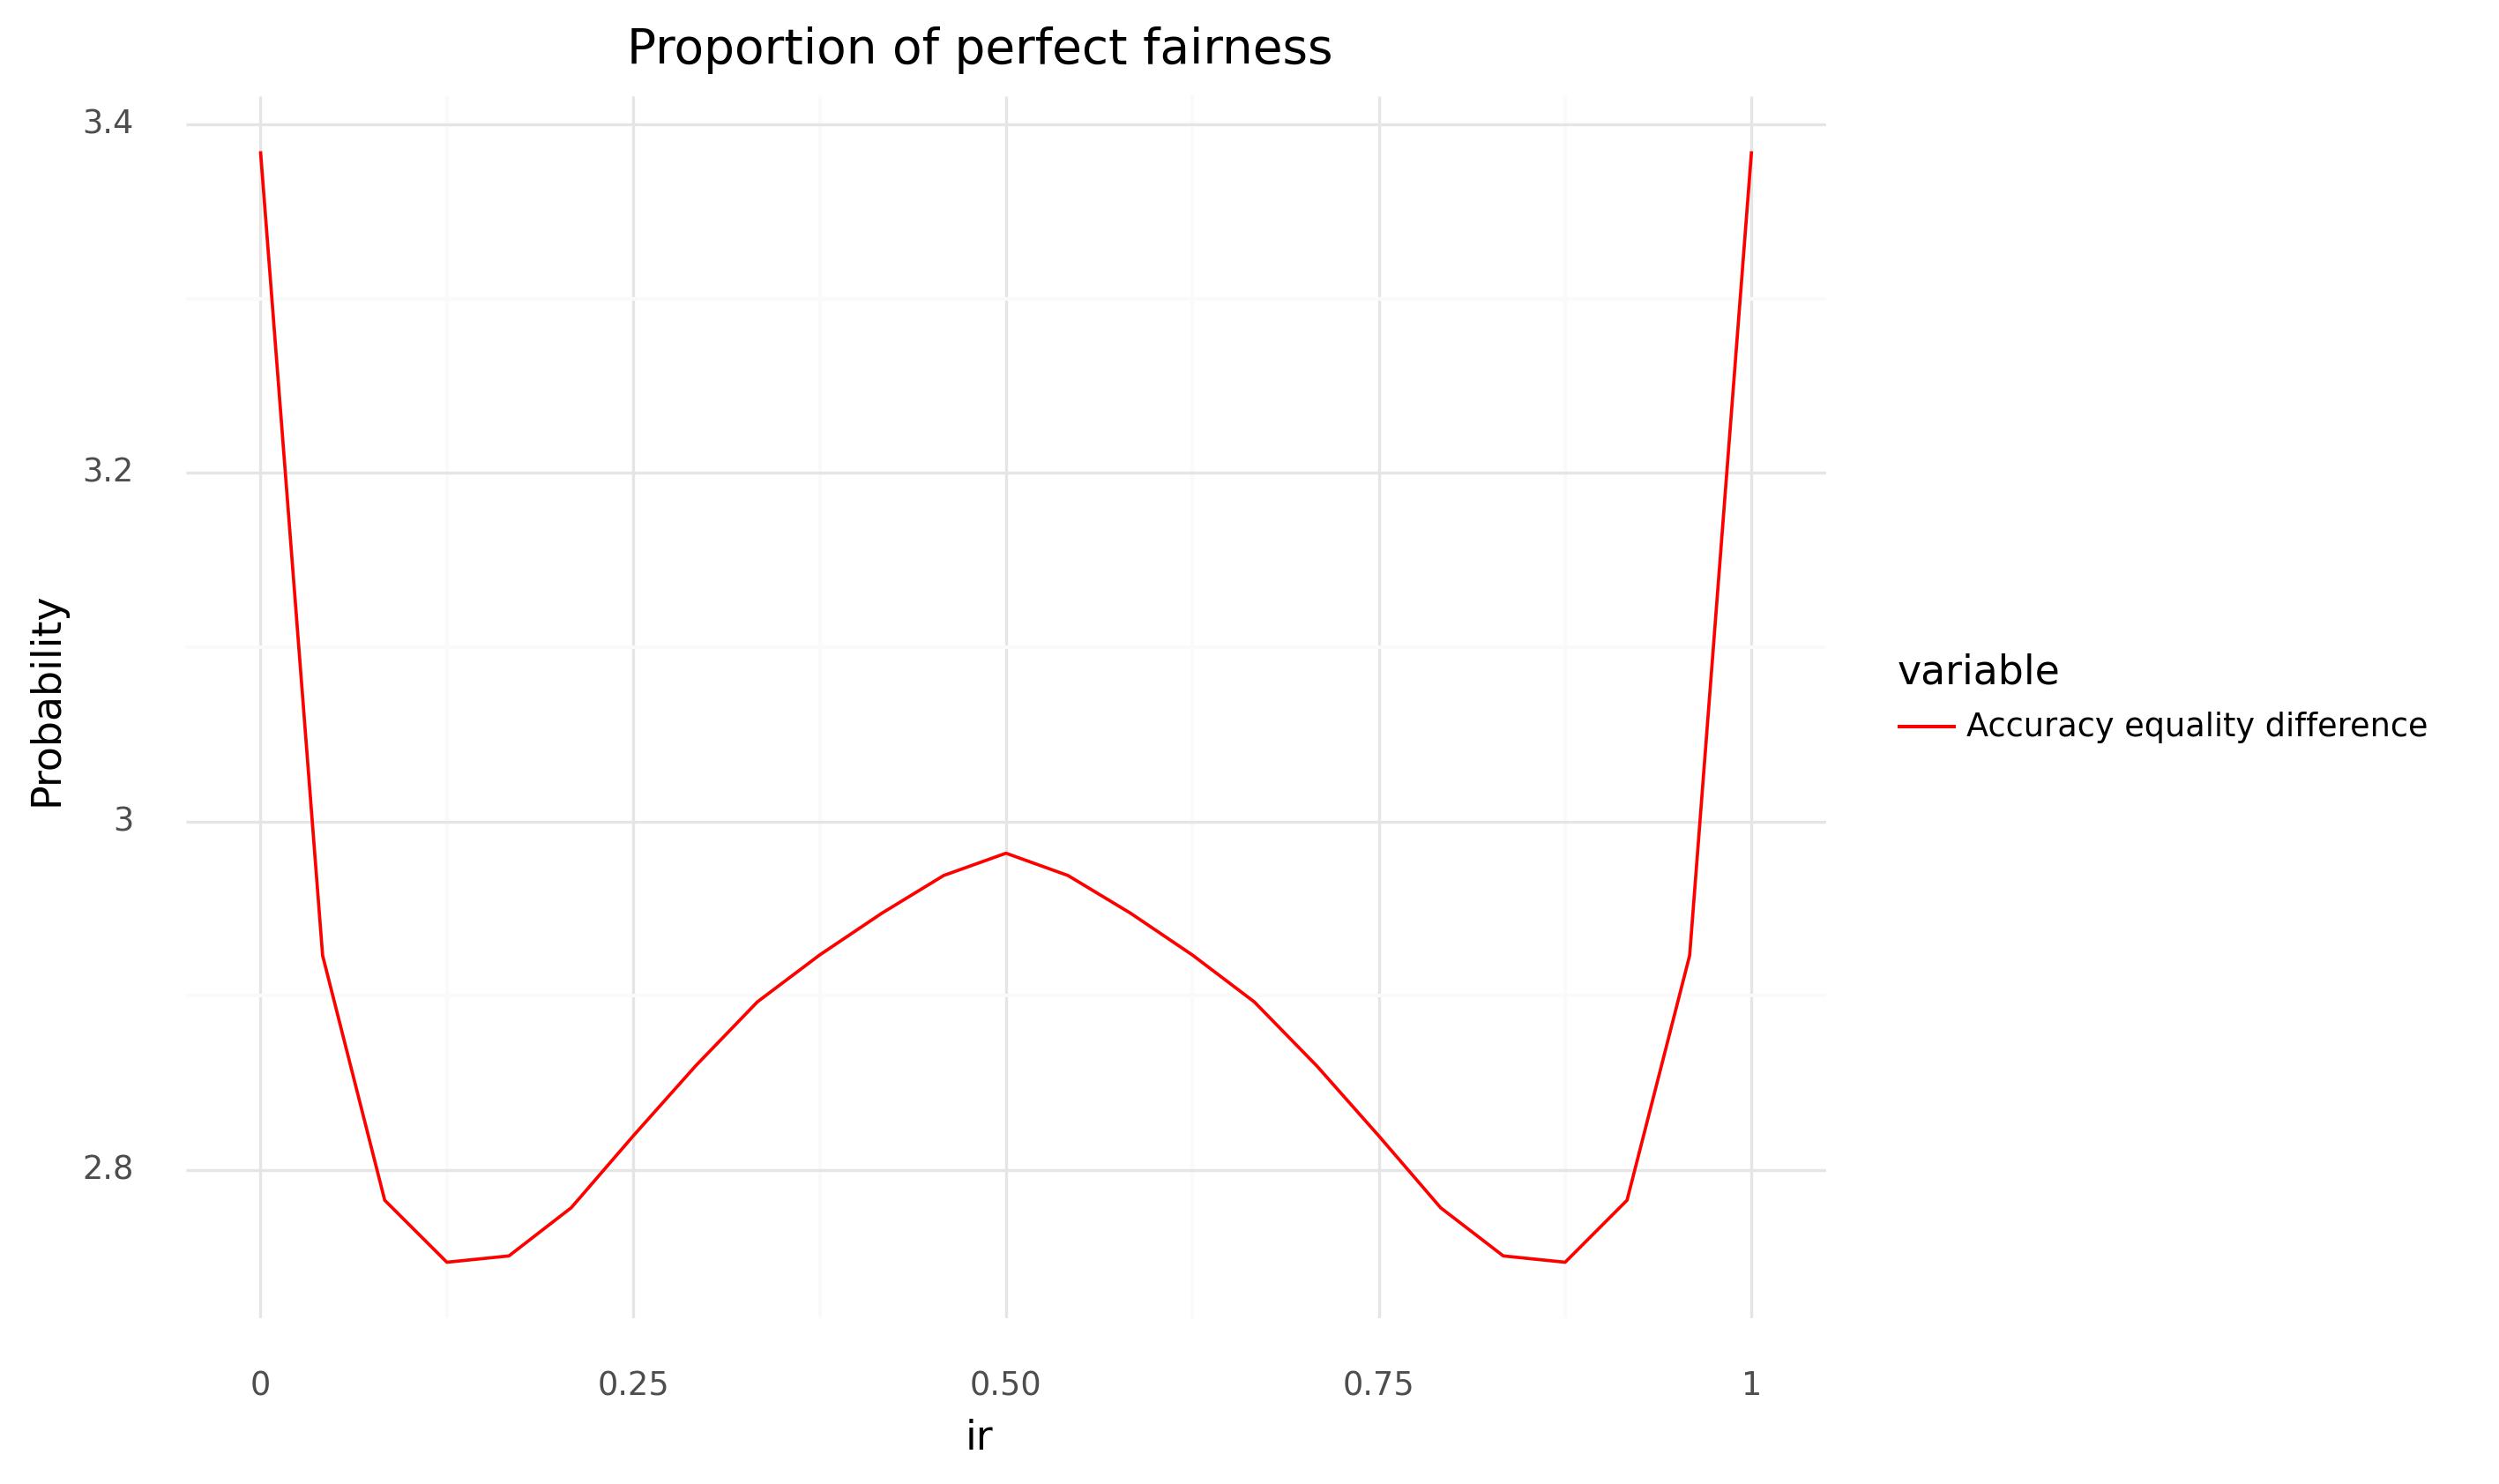 Proportion of perfect fairness
3.4
3.2
3
2.8
Probability
0
0.25
0.50
0.75
1
ir
variable
Accuracy equality difference